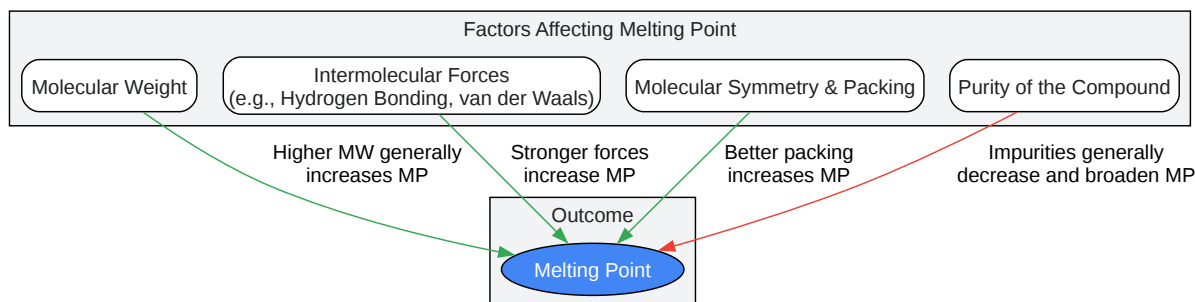 Factors Affecting Melting Point
Molecular Weight
Intermolecular Forces
(e.g., Hydrogen Bonding, van der Waals)
Molecular Symmetry & Packing
Purity of the Compound
Higher MW generally
increases MP
Stronger forces
increase MP
Better packing
increases MP
Impurities generally
decrease and broaden MP
Outcome
Melting Point